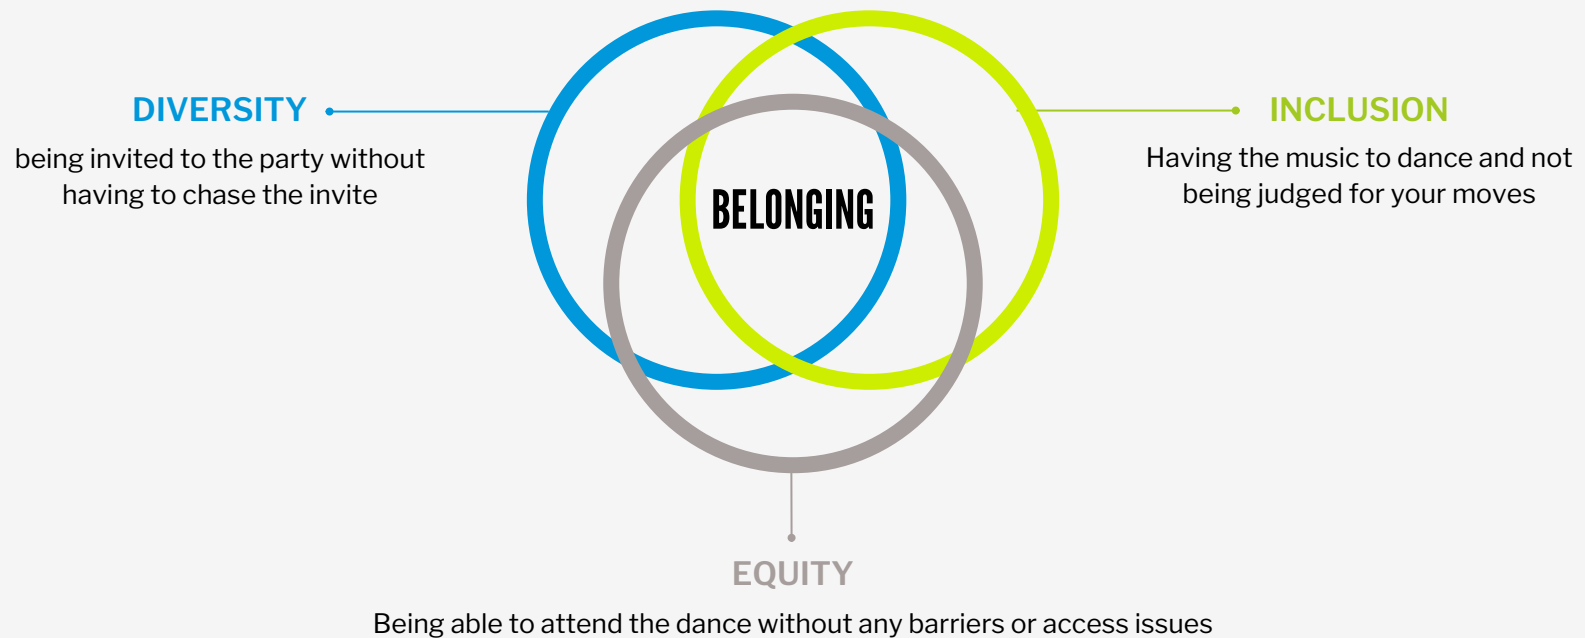 DIVERSITY
being invited to the party without
having to chase the invite
INCLUSION
Having the music to dance and not
being judged for your moves
BELONGING
EQUITY
Being able to attend the dance without any barriers or access issues